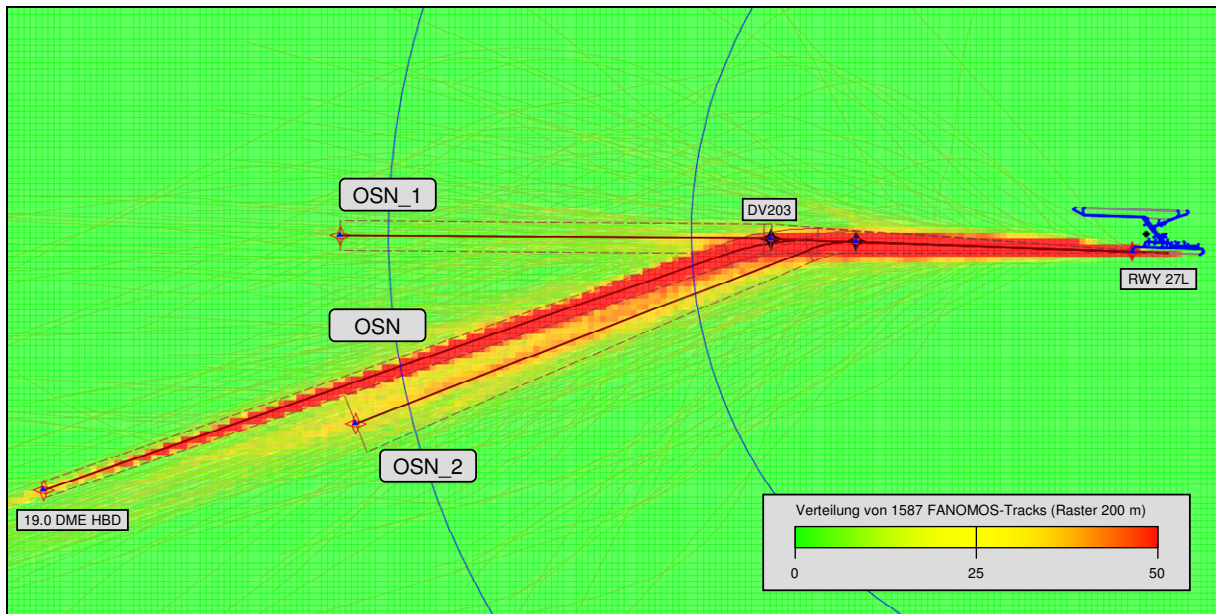 OSN_1
DV203
RWY 27L
OSN
OSN_2
19.0 DME HBD
Verteilung von 1587 FANOMOS-Tracks (Raster 200 m)
0 25 50